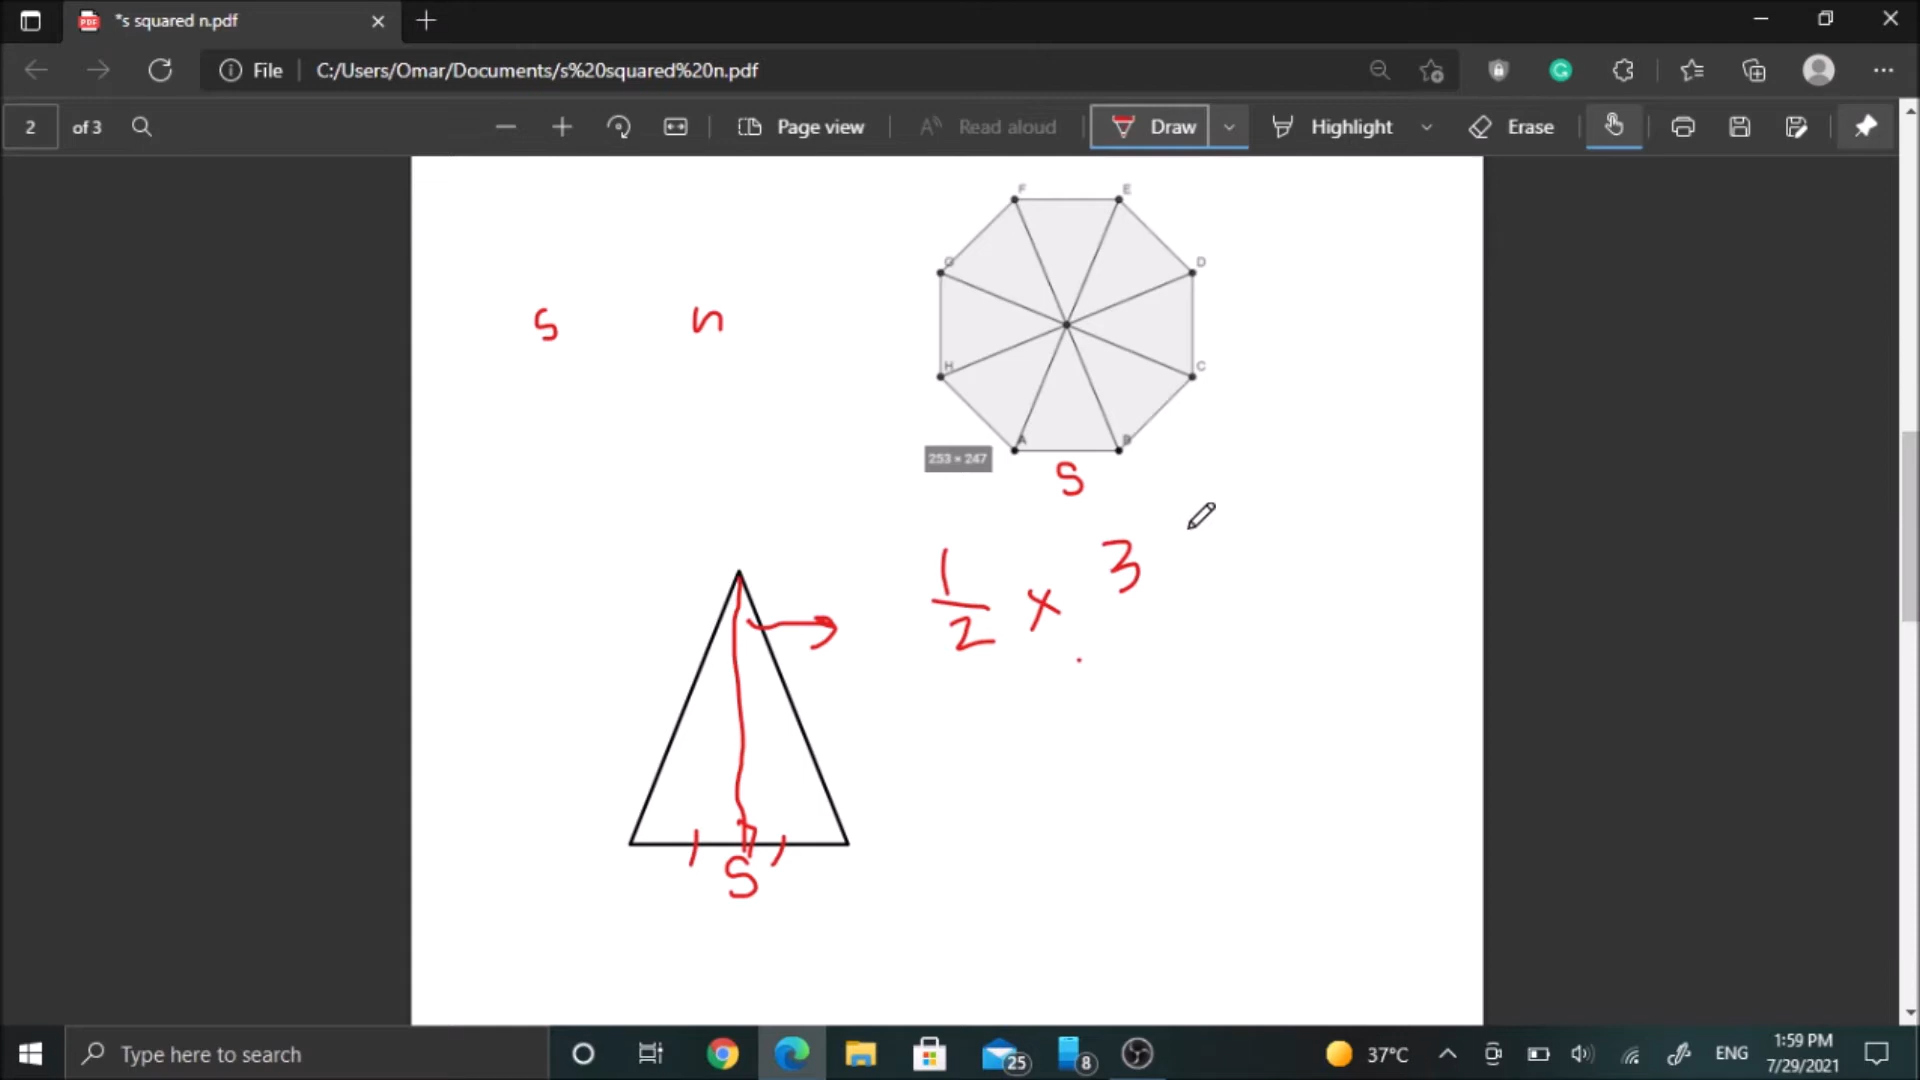 *s squared n.pdf
File C:/Users/Omar/Documents/s%20squared%20n.pdf
2 of 3 Page view Read aloud Draw Highlight Erase
F E
G D
s n
H C
A B
253 × 247
S
1/2 × 3
S
Type here to search 25 8 37°C ENG 1:59 PM
7/29/2021